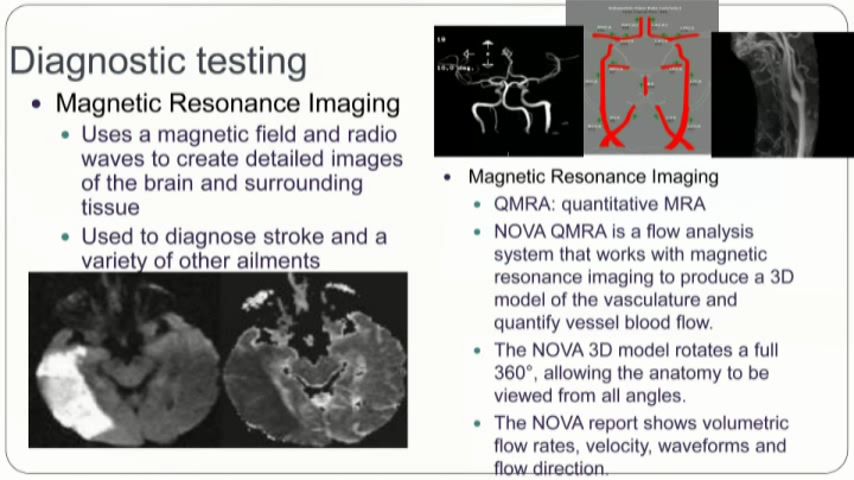 Diagnostic testing
Magnetic Resonance Imaging
Uses a magnetic field and radio
waves to create detailed images
of the brain and surrounding
tissue
Used to diagnose stroke and a
variety of other ailments
Magnetic Resonance Imaging
QMRA: quantitative MRA
NOVA QMRA is a flow analysis
system that works with magnetic
resonance imaging to produce a 3D
model of the vasculature and
quantify vessel blood flow.
The NOVA 3D model rotates a full
360°, allowing the anatomy to be
viewed from all angles.
The NOVA report shows volumetric
flow rates, velocity, waveforms and
flow direction.